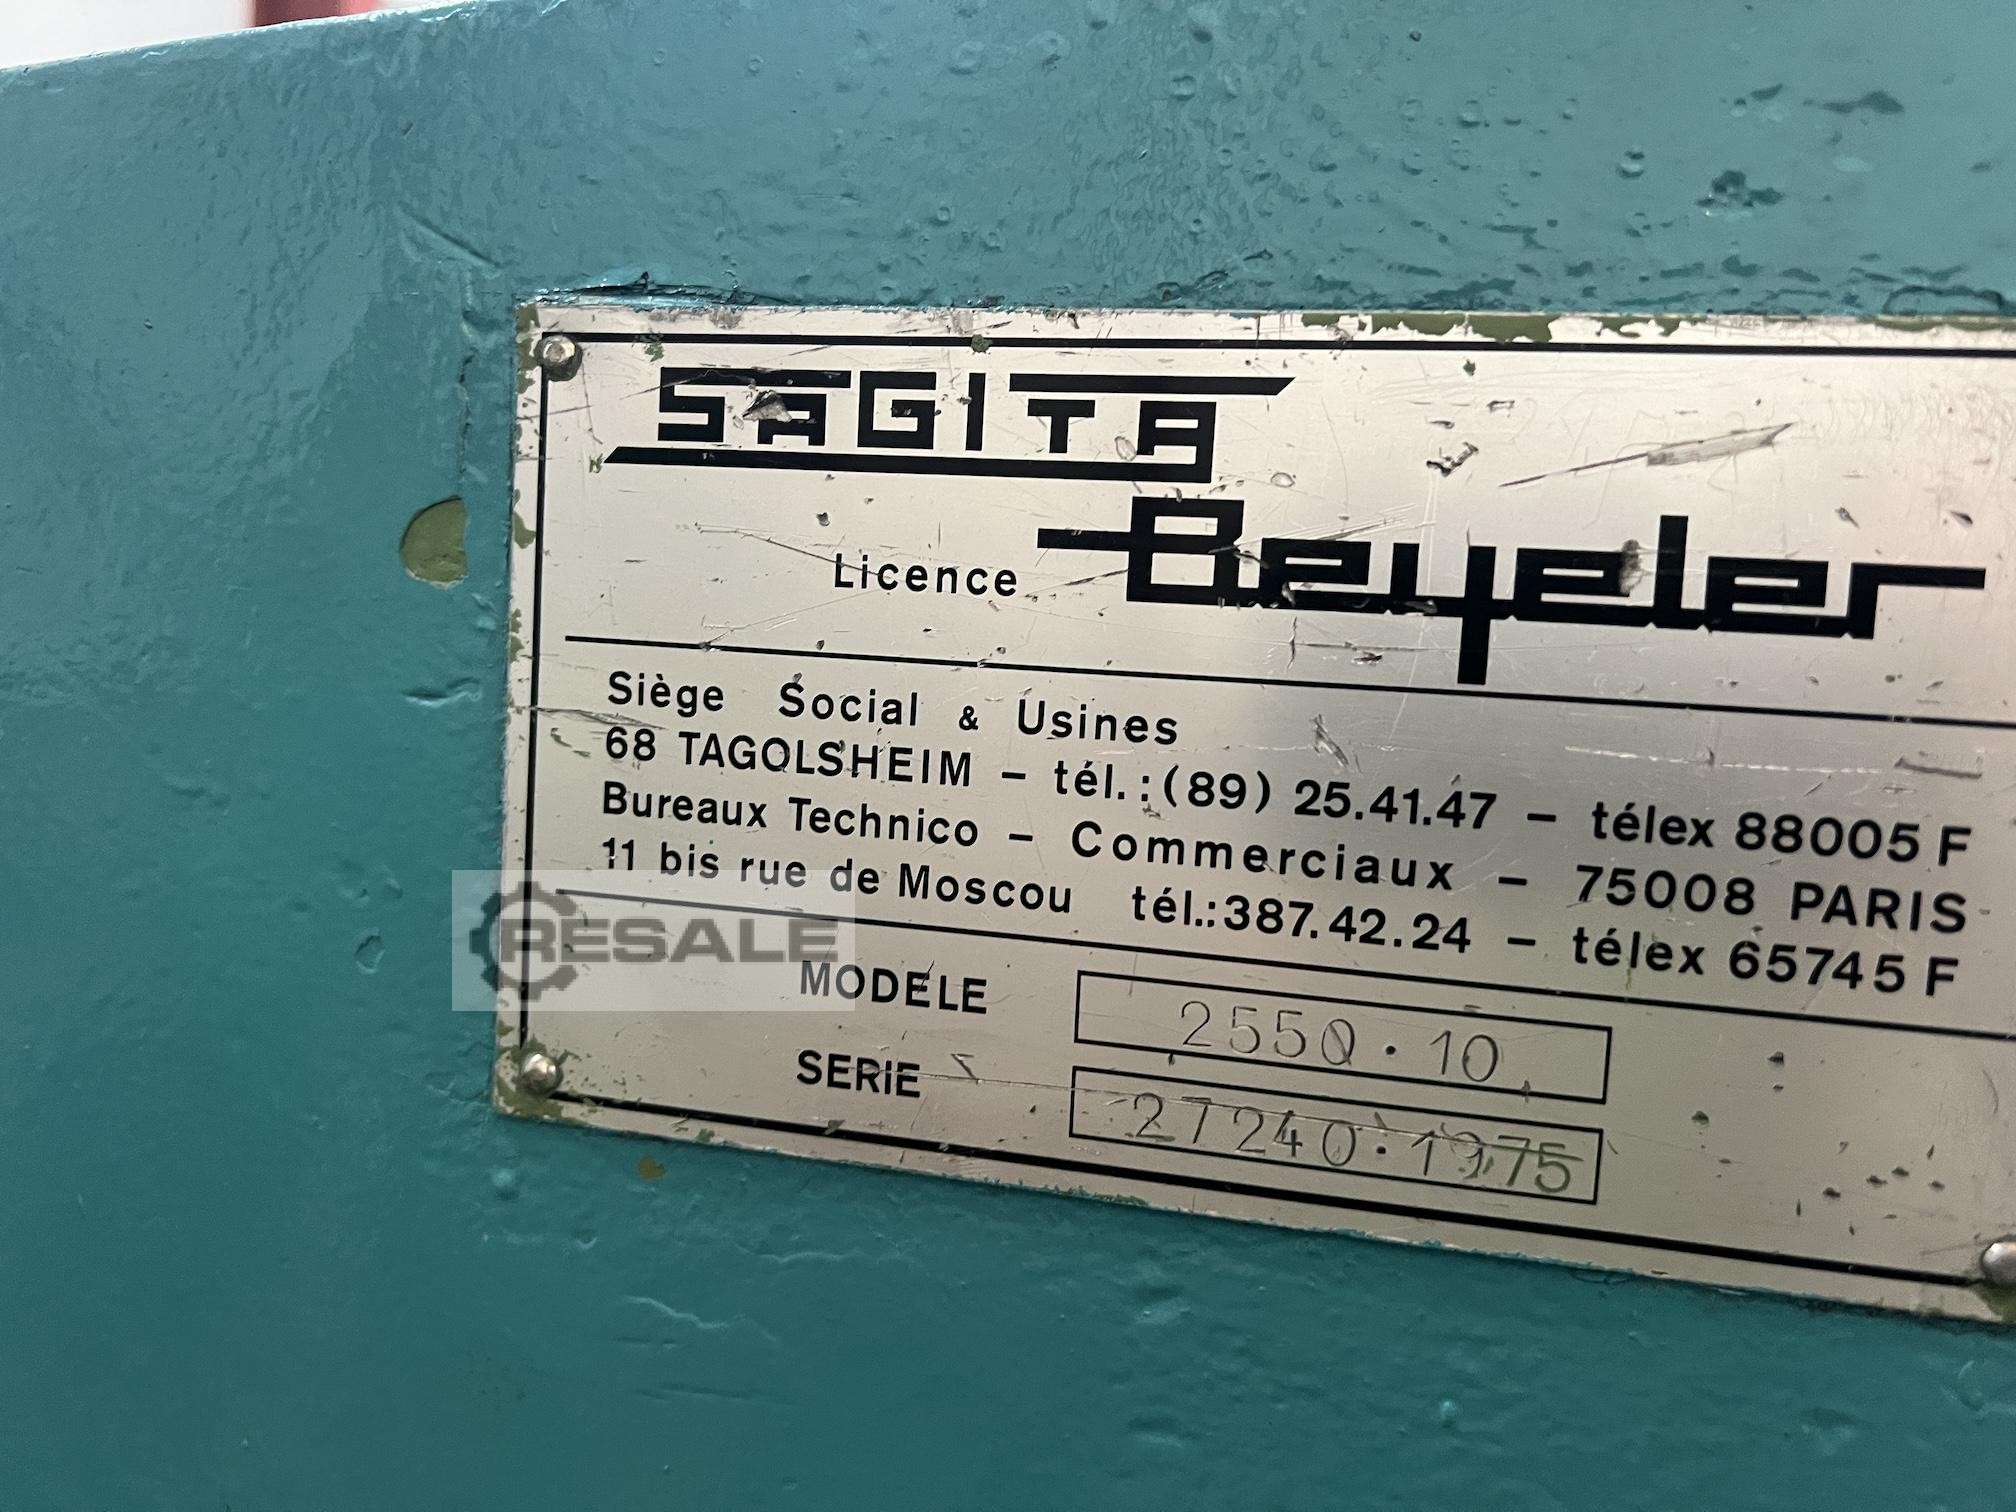 SAGITA
Licence Beyeler
Siège Social & Usines
68 TAGOLSHEIM – tél. : (89) 25.41.47 – télex 88005 F
Bureaux Technico – Commerciaux – 75008 PARIS
11 bis rue de Moscou tél.: 387.42.24 – télex 65745 F
RESALE
MODELE 2550.10
SERIE 27240.1975